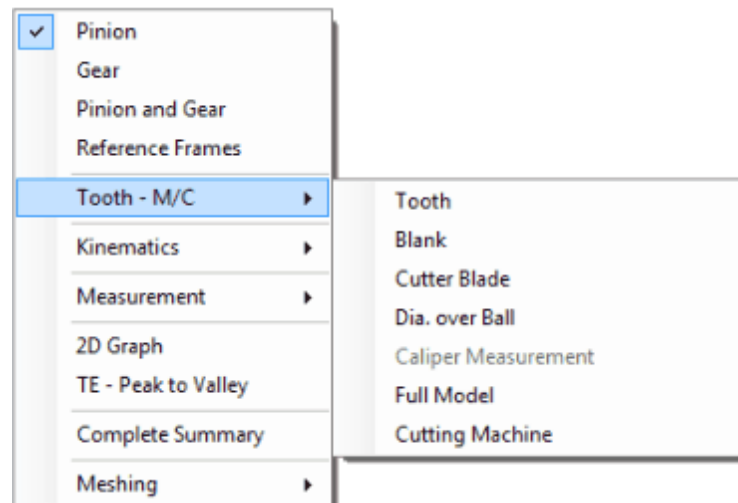 Pinion
Gear
Pinion and Gear
Reference Frames
Tooth - M/C
Kinematics
Measurement
2D Graph
TE - Peak to Valley
Complete Summary
Meshing
Tooth
Blank
Cutter Blade
Dia. over Ball
Caliper Measurement
Full Model
Cutting Machine